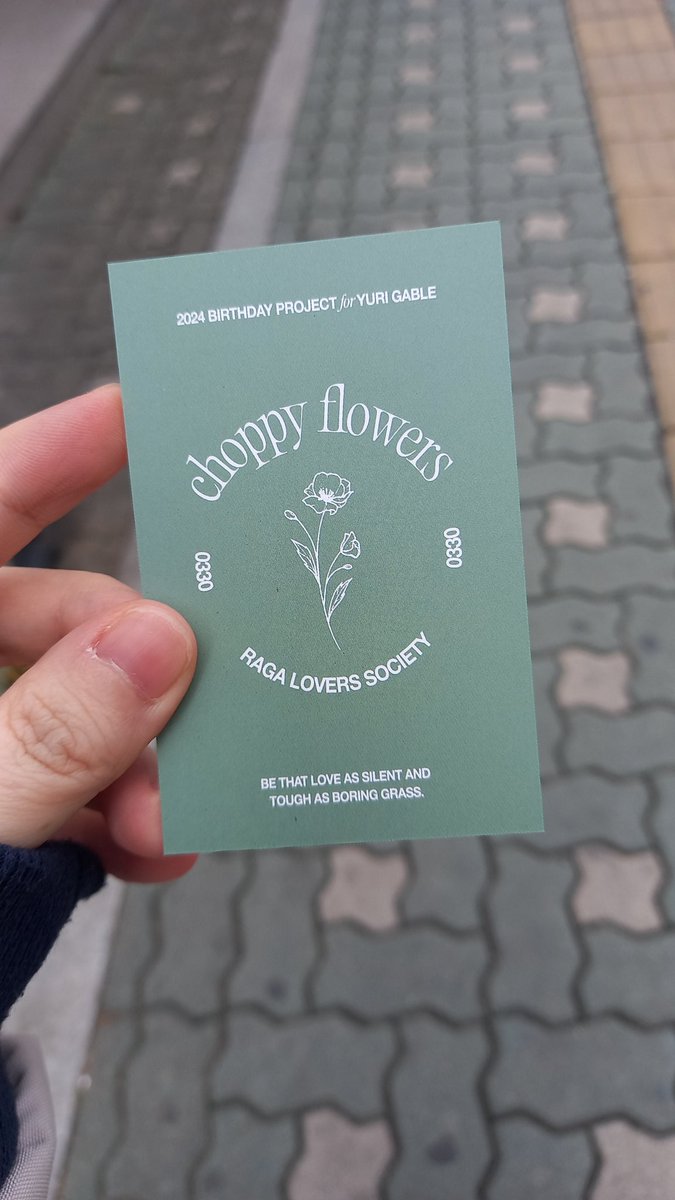 2024 BIRTHDAY PROJECT for YURI GABLE
choppy flowers
0330
0330
RAGA LOVERS SOCIETY
BE THAT LOVE AS SILENT AND
TOUGH AS BORING GRASS.